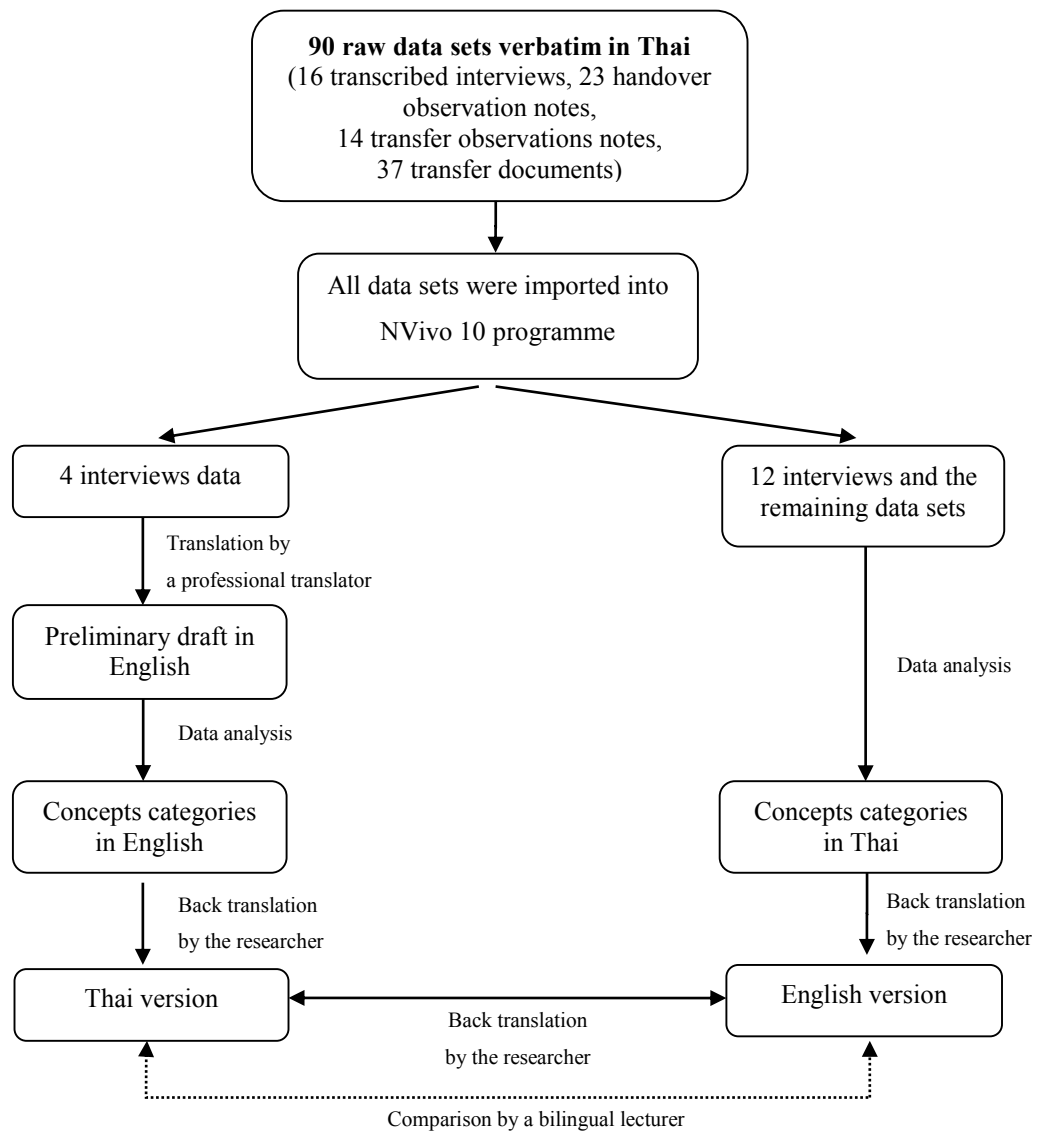 90 raw data sets verbatim in Thai
(16 transcribed interviews, 23 handover
observation notes,
14 transfer observations notes,
37 transfer documents)
All data sets were imported into
NVivo 10 programme
4 interviews data
12 interviews and the
remaining data sets
Translation by
a professional translator
Preliminary draft in
English
Data analysis
Data analysis
Concepts categories
in English
Concepts categories
in Thai
Back translation
by the researcher
Back translation
by the researcher
Thai version
English version
Back translation
by the researcher
Comparison by a bilingual lecturer